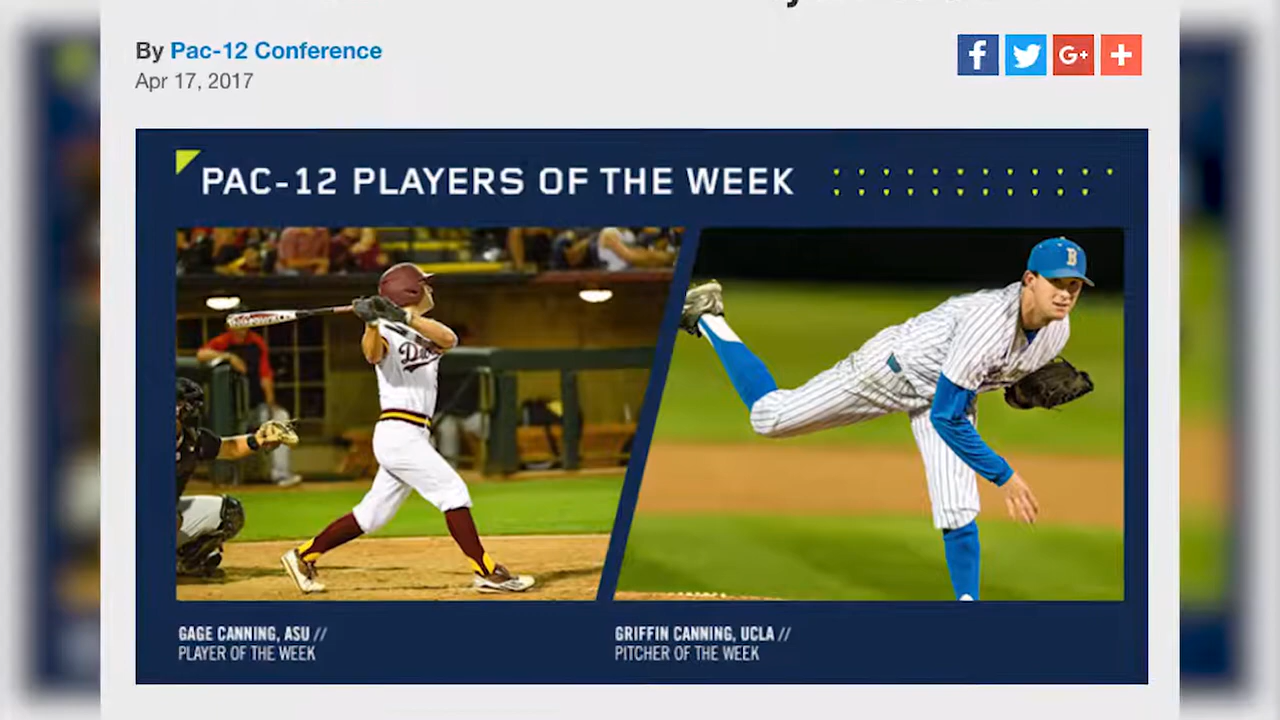 By Pac-12 Conference
Apr 17, 2017
PAC-12 PLAYERS OF THE WEEK
B
GAGE CANNING, ASU //
PLAYER OF THE WEEK
GRIFFIN CANNING, UCLA //
PITCHER OF THE WEEK